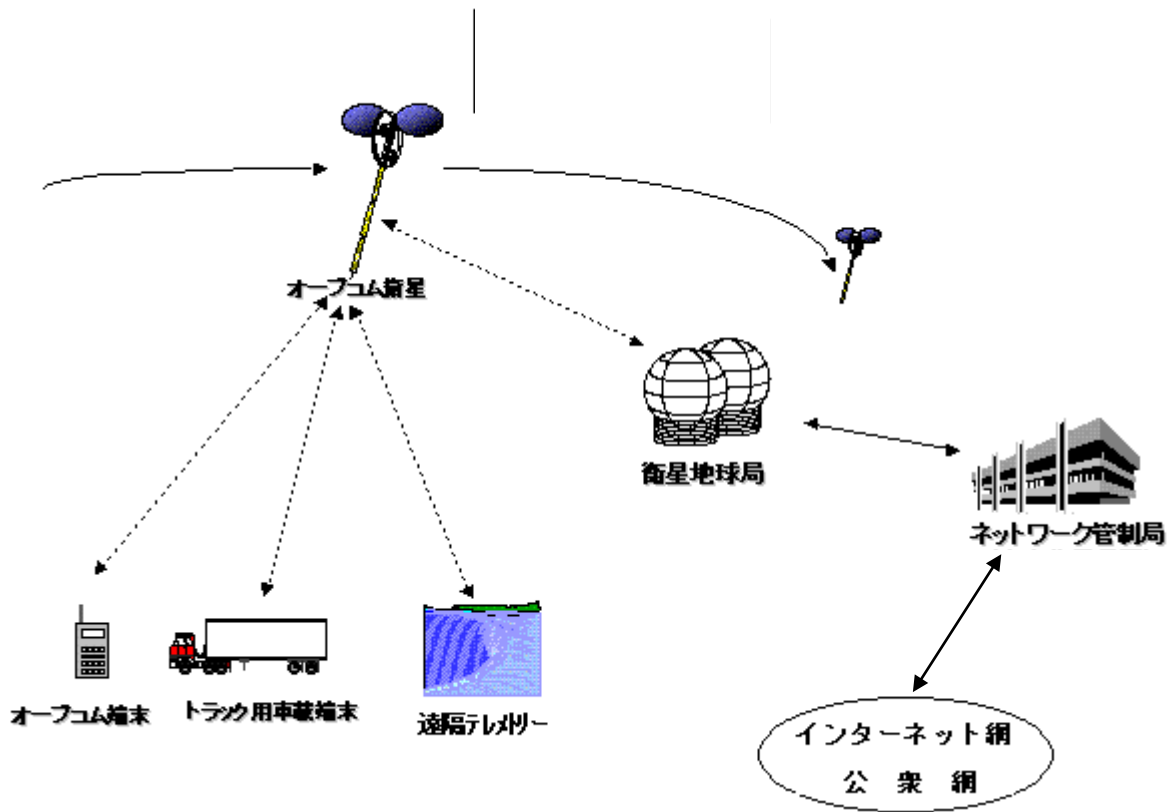 オーブコム衛星
衛星地球局
ネットワーク管制局
オーブコム端末
トラック用車載端末
遠隔テレメトリー
インターネット網
公 衆 網